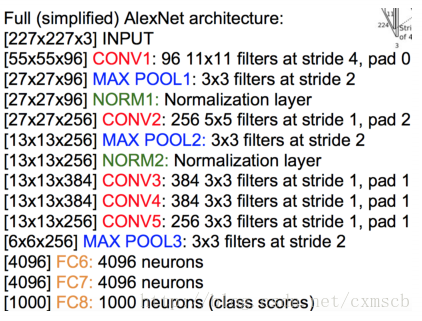 Full (simplified) AlexNet architecture:
[227x227x3] INPUT
[55x55x96] CONV1: 96 11x11 filters at stride 4, pad 0
[27x27x96] MAX POOL1: 3x3 filters at stride 2
[27x27x96] NORM1: Normalization layer
[27x27x256] CONV2: 256 5x5 filters at stride 1, pad 2
[13x13x256] MAX POOL2: 3x3 filters at stride 2
[13x13x256] NORM2: Normalization layer
[13x13x384] CONV3: 384 3x3 filters at stride 1, pad 1
[13x13x384] CONV4: 384 3x3 filters at stride 1, pad 1
[13x13x256] CONV5: 256 3x3 filters at stride 1, pad 1
[6x6x256] MAX POOL3: 3x3 filters at stride 2
[4096] FC6: 4096 neurons
[4096] FC7: 4096 neurons
[1000] FC8: 1000 neurons (class scores)
224
Stri
of 4
3